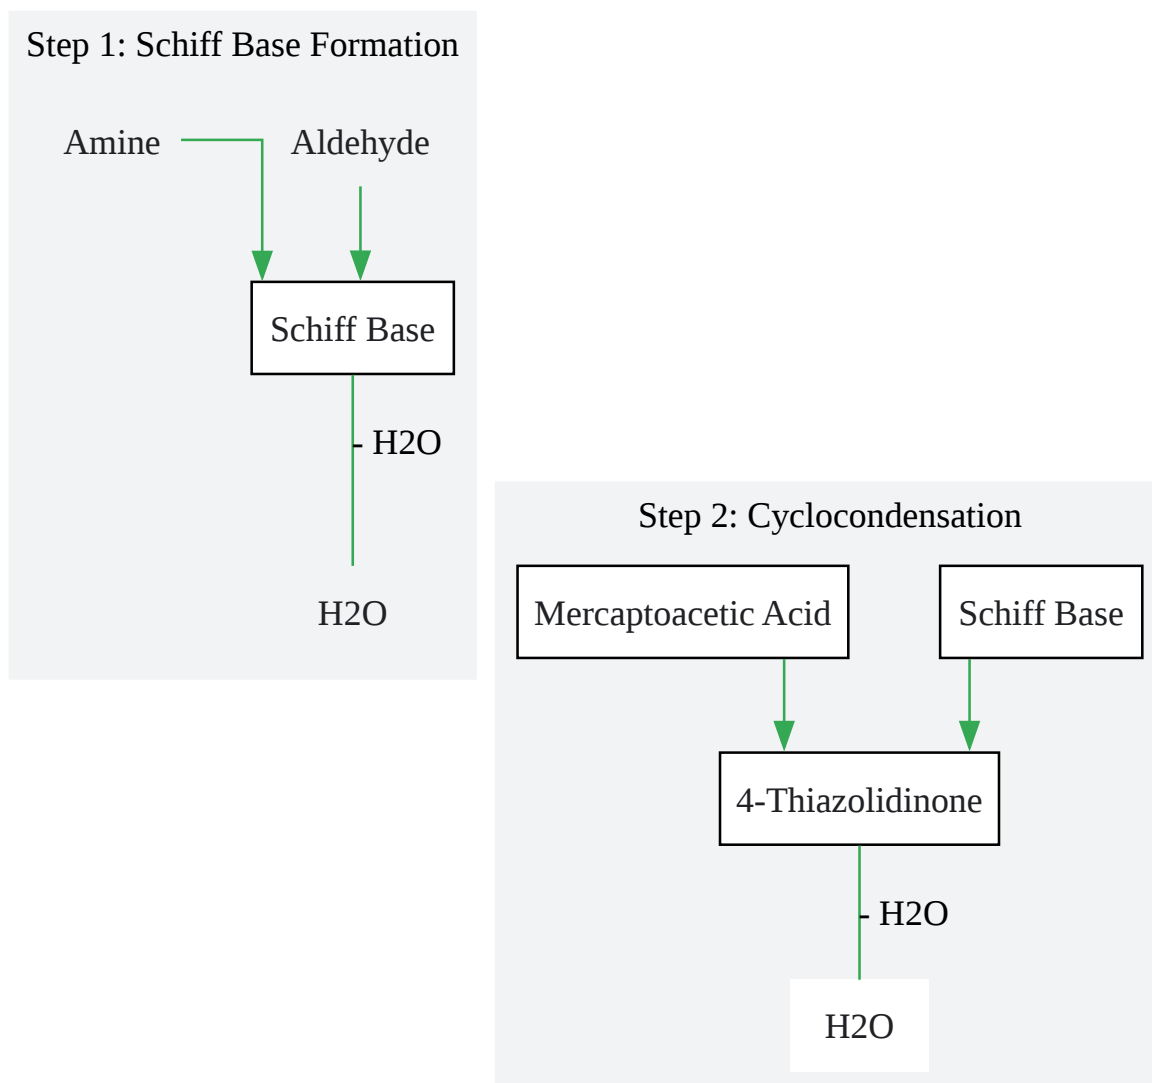 Step 1: Schiff Base Formation
Amine
Aldehyde
Schiff Base
- H2O
H2O
Step 2: Cyclocondensation
Mercaptoacetic Acid
Schiff Base
4-Thiazolidinone
- H2O
H2O